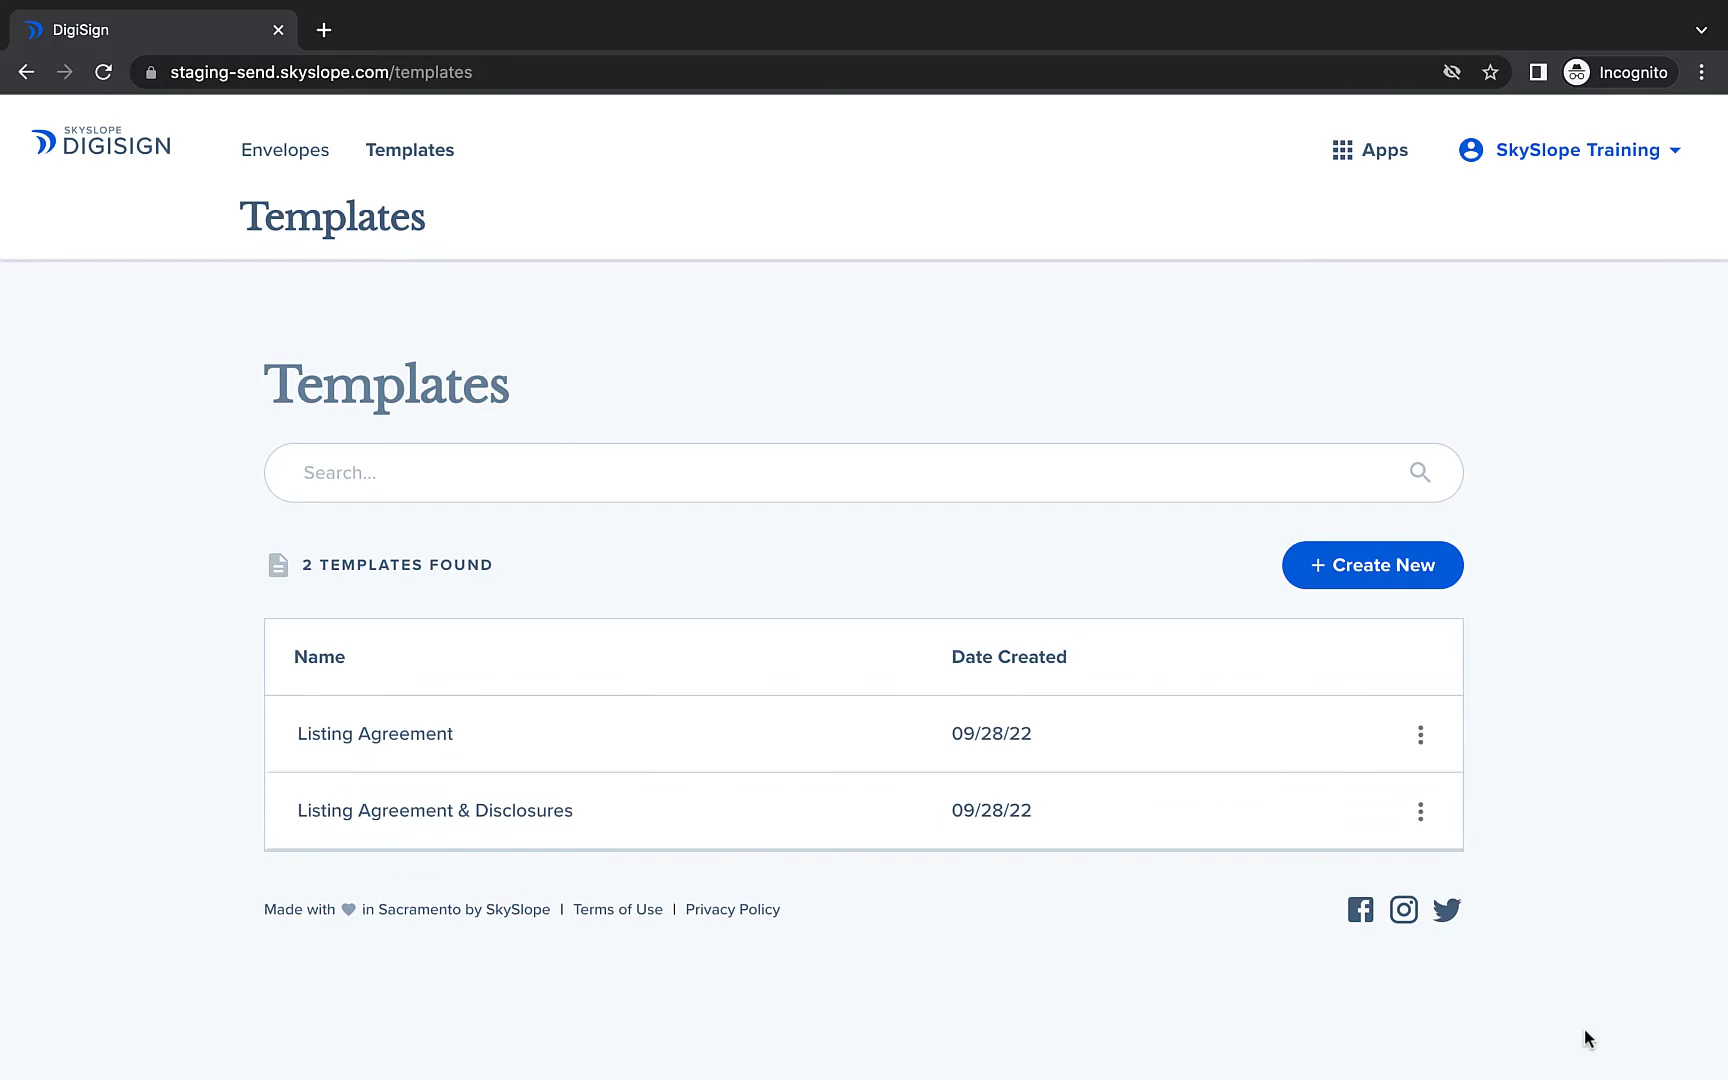 DigiSign
staging-send.skyslope.com/templates
Incognito
SKYSLOPE
DIGISIGN
Envelopes
Templates
Apps
SkySlope Training
Templates
Templates
Search...
2 TEMPLATES FOUND
+ Create New
Name
Date Created
Listing Agreement
09/28/22
Listing Agreement & Disclosures
09/28/22
Made with in Sacramento by SkySlope | Terms of Use | Privacy Policy